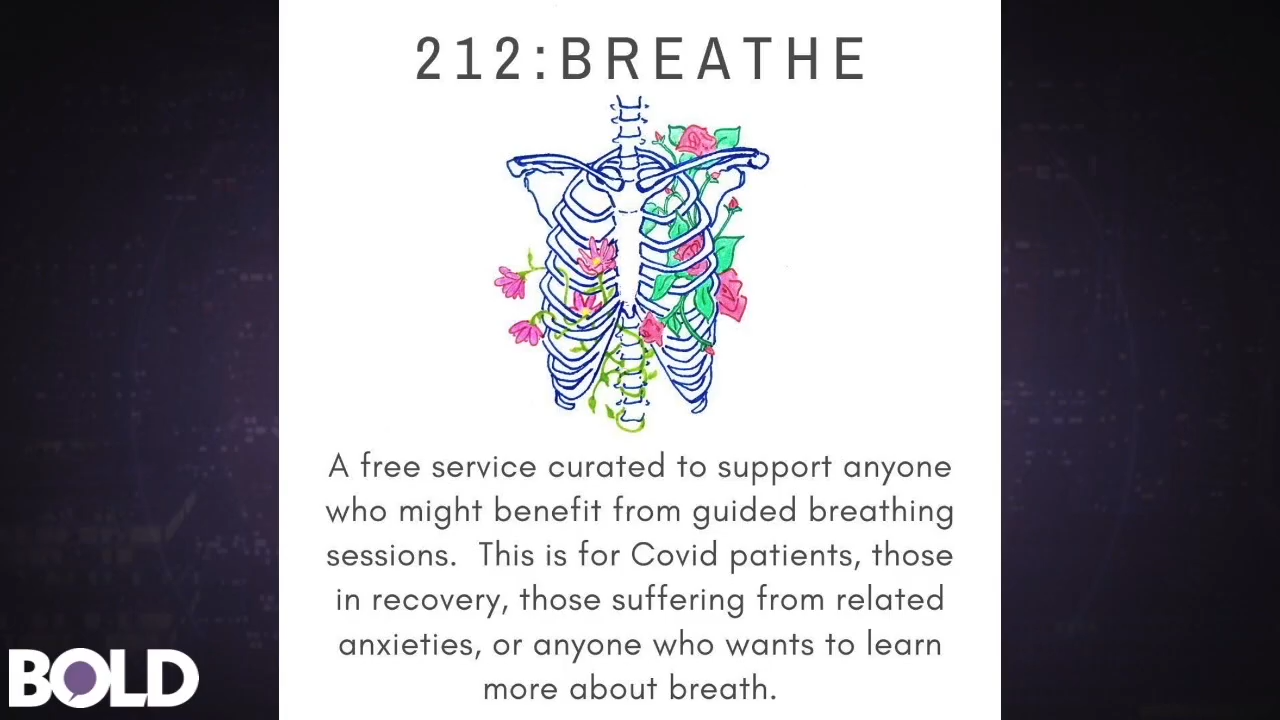 212:BREATHE
A free service curated to support anyone
who might benefit from guided breathing
sessions.  This is for Covid patients, those
in recovery, those suffering from related
anxieties, or anyone who wants to learn
more about breath.
BOLD